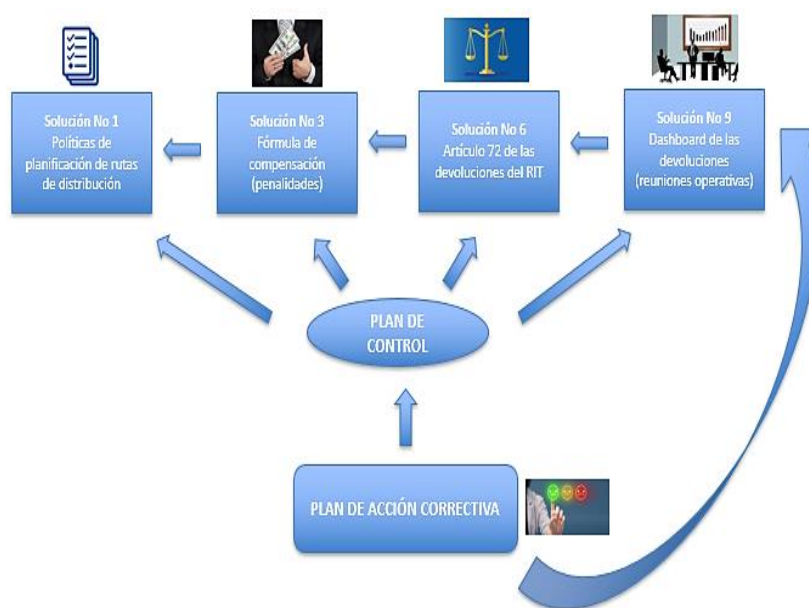 Solución No 1
Políticas de
planificación de rutas
de distribución
Solución No 3
Fórmula de
compensación
(penalidades)
Solución No 6
Artículo 72 de las
devoluciones del RIT
Solución No 9
Dashboard de las
devoluciones
(reuniones operativas)
PLAN DE
CONTROL
PLAN DE ACCIÓN CORRECTIVA